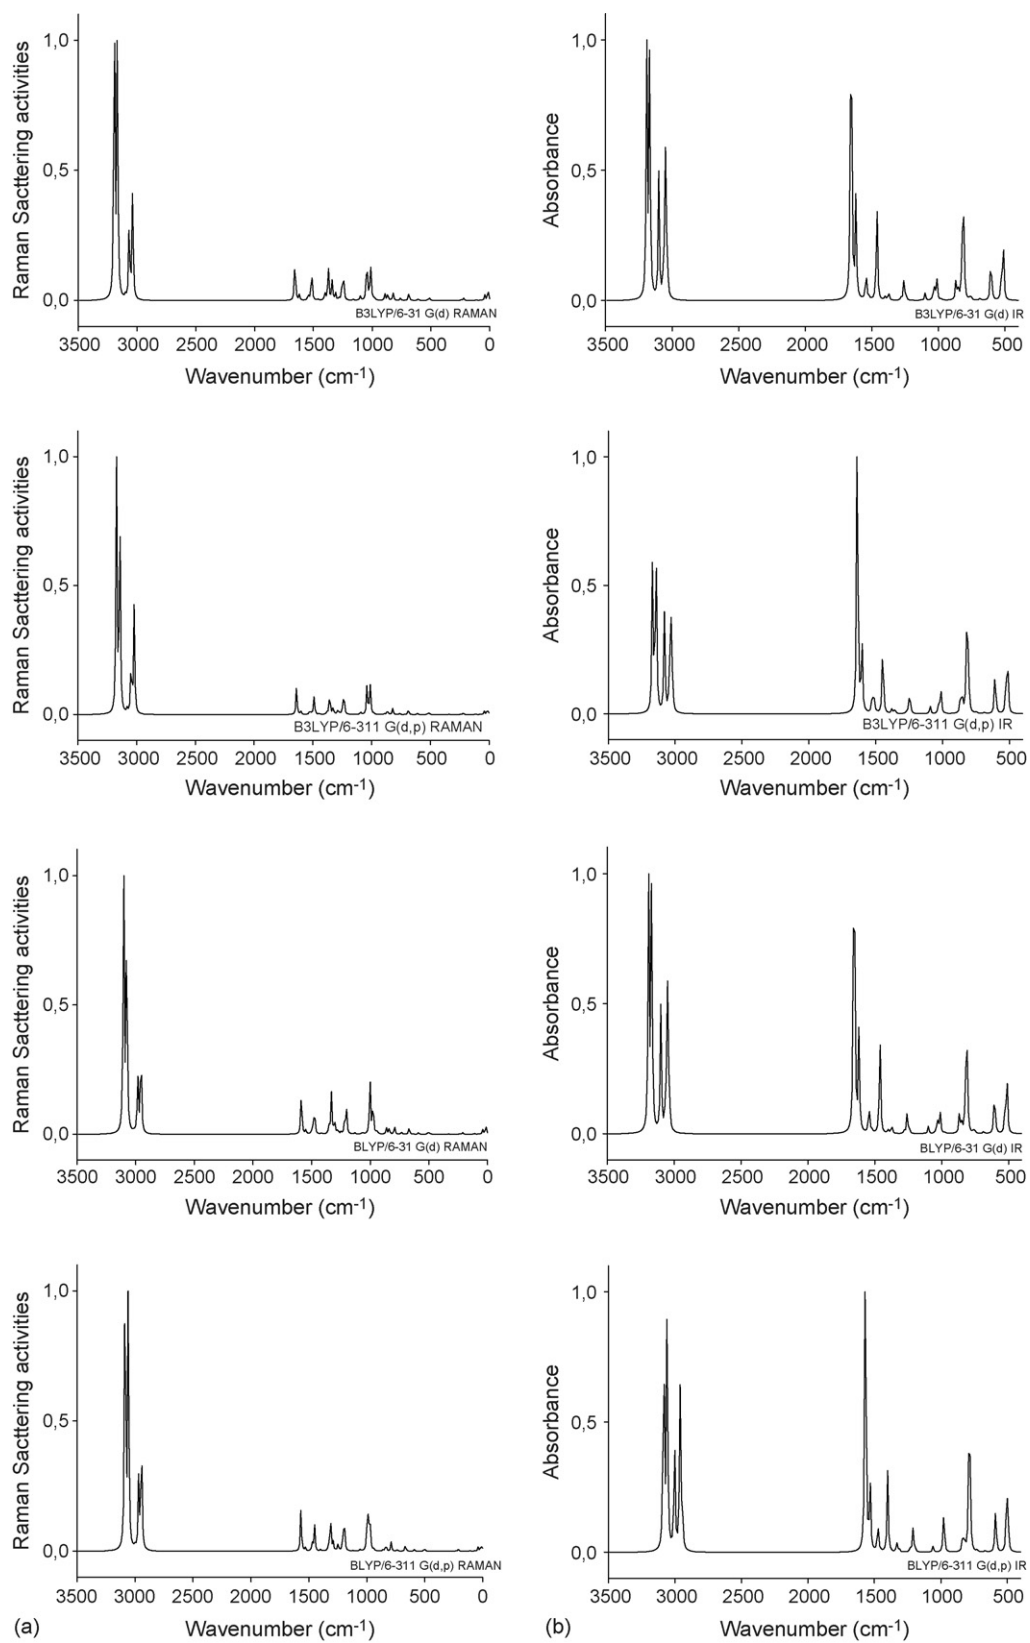 Raman Sacttering activities
1,0
0,5
0,0
B3LYP/6-31 G(d) RAMAN
3500 3000 2500 2000 1500 1000 500 0
Wavenumber (cm-1)
Absorbance
1,0
0,5
0,0
B3LYP/6-31 G(d) IR
3500 3000 2500 2000 1500 1000 500
Wavenumber (cm-1)
Raman Sacttering activities
1,0
0,5
0,0
B3LYP/6-311 G(d,p) RAMAN
3500 3000 2500 2000 1500 1000 500 0
Wavenumber (cm-1)
Absorbance
1,0
0,5
0,0
B3LYP/6-311 G(d,p) IR
3500 3000 2500 2000 1500 1000 500
Wavenumber (cm-1)
Raman Sacttering activities
1,0
0,5
0,0
BLYP/6-31 G(d) RAMAN
3500 3000 2500 2000 1500 1000 500 0
Wavenumber (cm-1)
Absorbance
1,0
0,5
0,0
BLYP/6-31 G(d) IR
3500 3000 2500 2000 1500 1000 500
Wavenumber (cm-1)
Raman Sacttering activities
1,0
0,5
0,0
BLYP/6-311 G(d,p) RAMAN
3500 3000 2500 2000 1500 1000 500 0
(a) Wavenumber (cm-1)
Absorbance
1,0
0,5
0,0
BLYP/6-311 G(d,p) IR
3500 3000 2500 2000 1500 1000 500
(b) Wavenumber (cm-1)